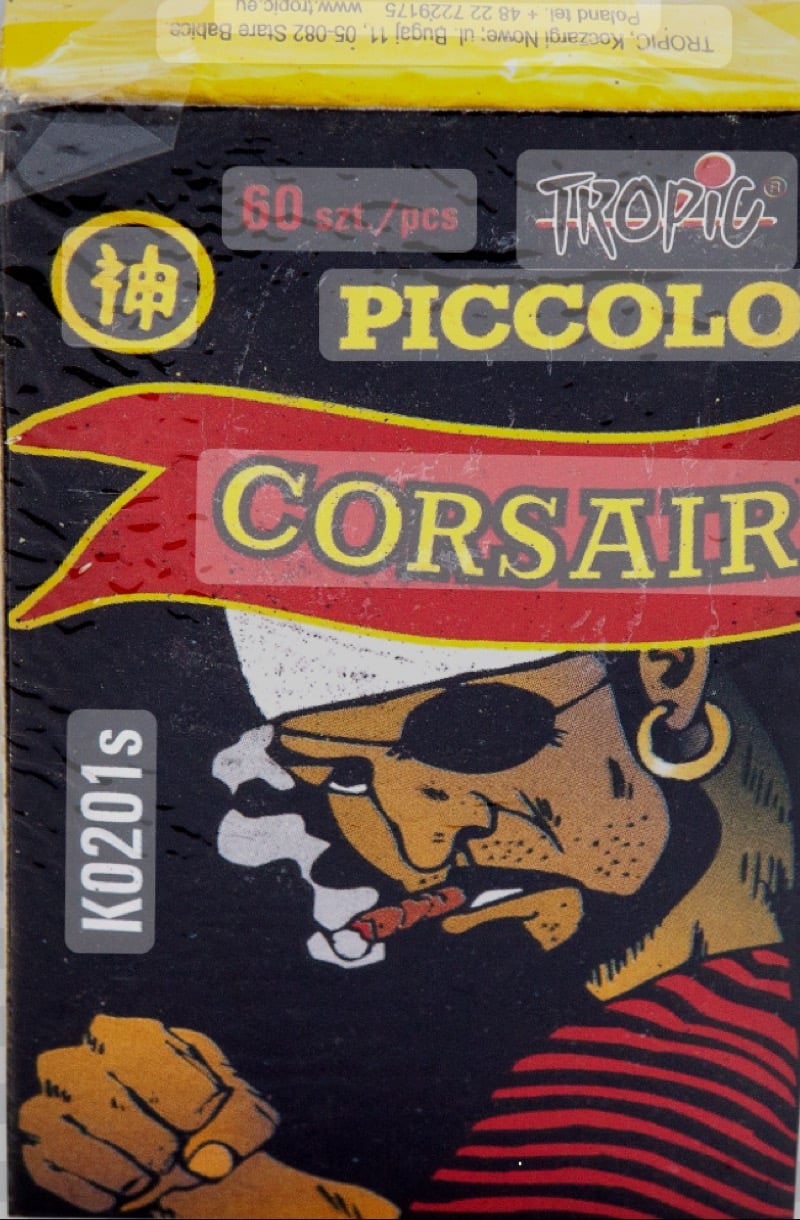 TROPIC, Koczargi Nowe; ul. Bugaj 11, 05-082 Stare Babice,
Poland tel. + 48 22 7229175 www.tropic.eu
60 szt./pcs
TROPIC®
神
PICCOLO
CORSAIR
K0201s